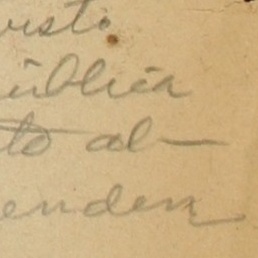 usto
ública
to al-
enden